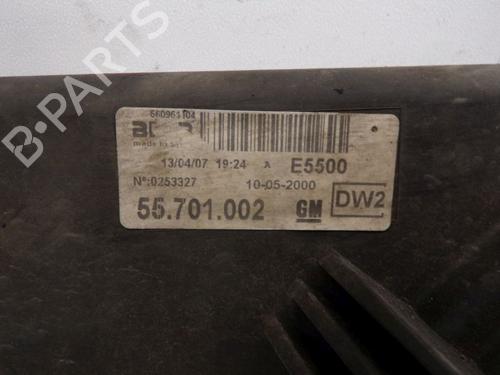 13/04/07 19:24 A E5500
Nº:0253327 10-05-2000
55.701.002 GM DW2
B-PARTS